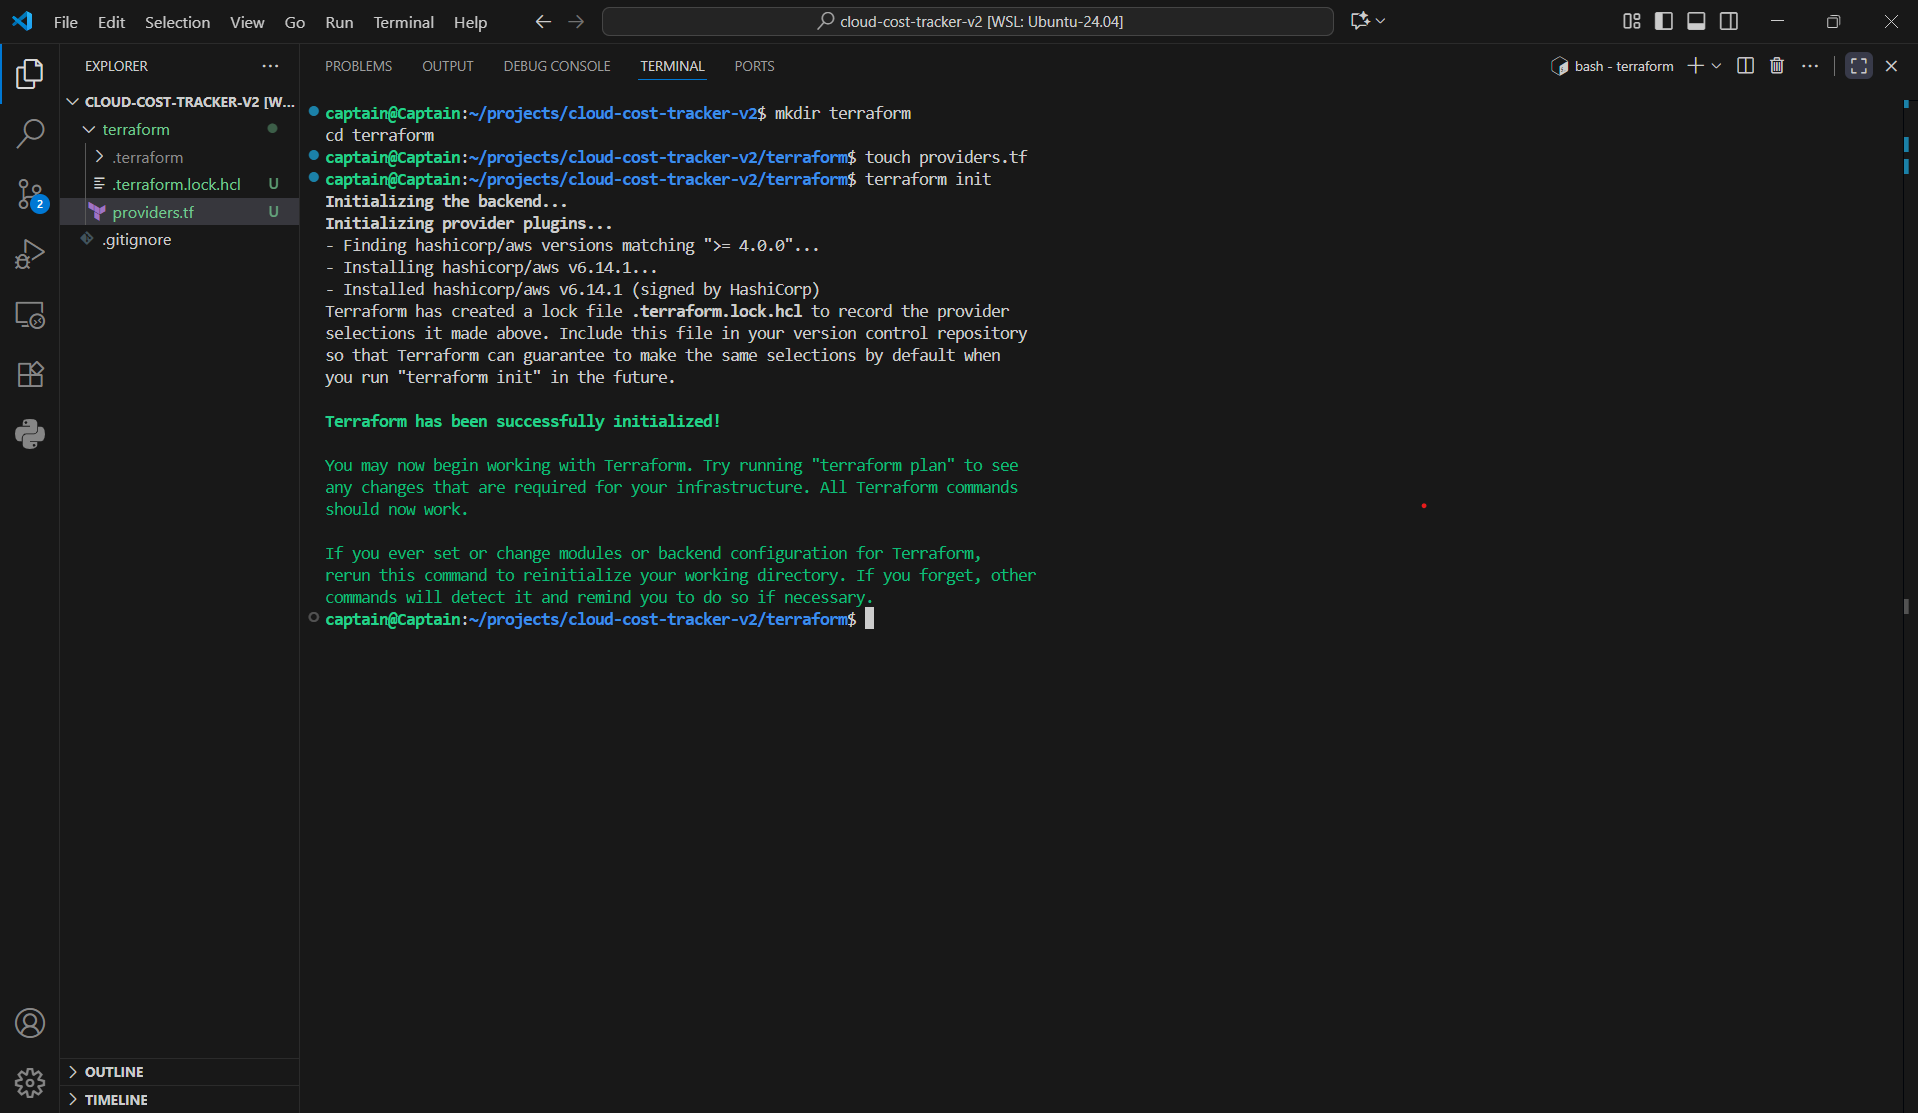 File Edit Selection View Go Run Terminal Help
cloud-cost-tracker-v2 [WSL: Ubuntu-24.04]
EXPLORER
CLOUD-COST-TRACKER-V2 [W...
terraform
.terraform
.terraform.lock.hcl U
providers.tf U
.gitignore
2
OUTLINE
TIMELINE
PROBLEMS OUTPUT DEBUG CONSOLE TERMINAL PORTS
bash - terraform
captain@Captain:~/projects/cloud-cost-tracker-v2$ mkdir terraform
cd terraform
captain@Captain:~/projects/cloud-cost-tracker-v2/terraform$ touch providers.tf
captain@Captain:~/projects/cloud-cost-tracker-v2/terraform$ terraform init
Initializing the backend...
Initializing provider plugins...
- Finding hashicorp/aws versions matching ">= 4.0.0"...
- Installing hashicorp/aws v6.14.1...
- Installed hashicorp/aws v6.14.1 (signed by HashiCorp)
Terraform has created a lock file .terraform.lock.hcl to record the provider
selections it made above. Include this file in your version control repository
so that Terraform can guarantee to make the same selections by default when
you run "terraform init" in the future.
Terraform has been successfully initialized!
You may now begin working with Terraform. Try running "terraform plan" to see
any changes that are required for your infrastructure. All Terraform commands
should now work.
If you ever set or change modules or backend configuration for Terraform,
rerun this command to reinitialize your working directory. If you forget, other
commands will detect it and remind you to do so if necessary.
captain@Captain:~/projects/cloud-cost-tracker-v2/terraform$